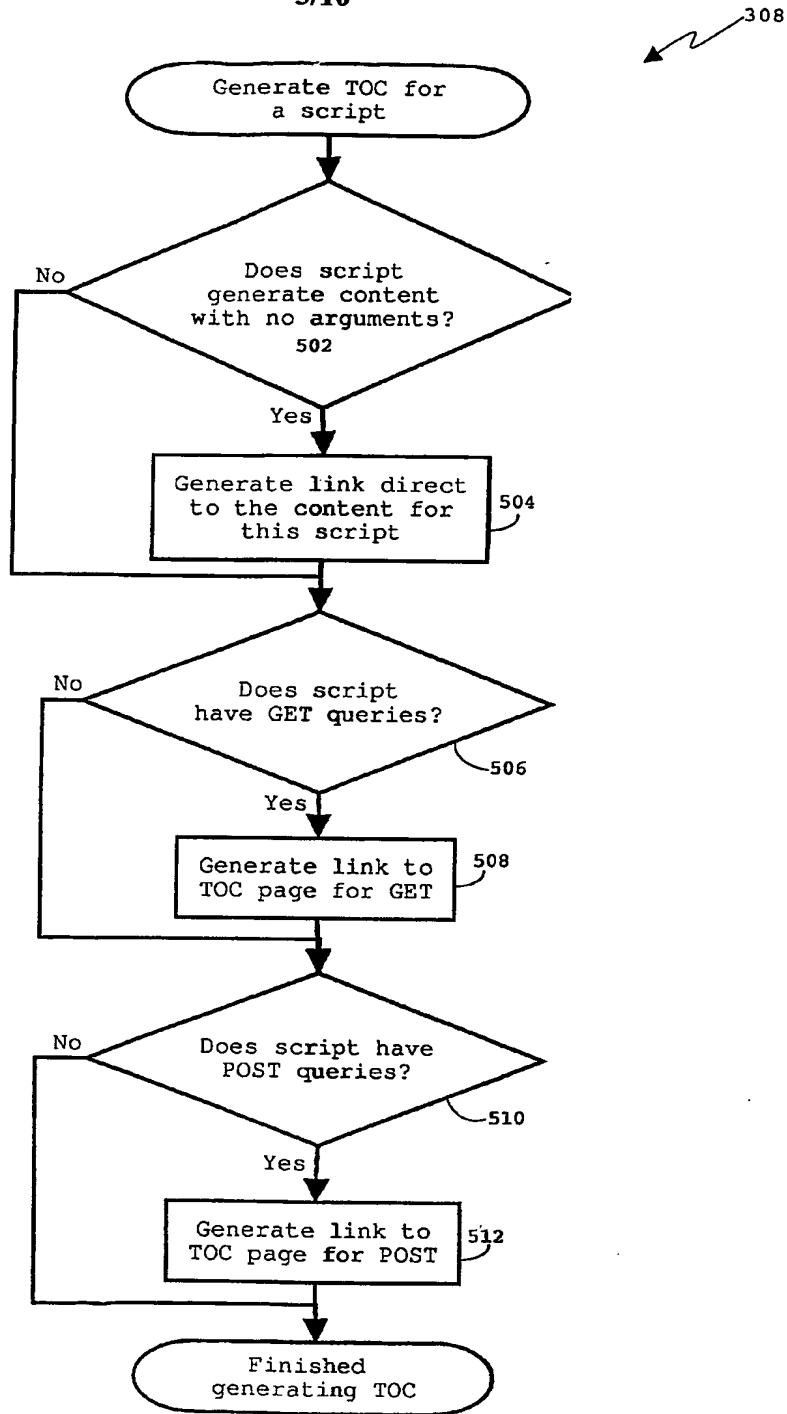 308
Generate TOC for
a script
No
Does script
generate content
with no arguments?
502
Yes
Generate link direct
to the content for
this script
504
No
Does script
have GET queries?
506
Yes
Generate link to
TOC page for GET
508
No
Does script have
POST queries?
510
Yes
Generate link to
TOC page for POST
512
Finished
generating TOC